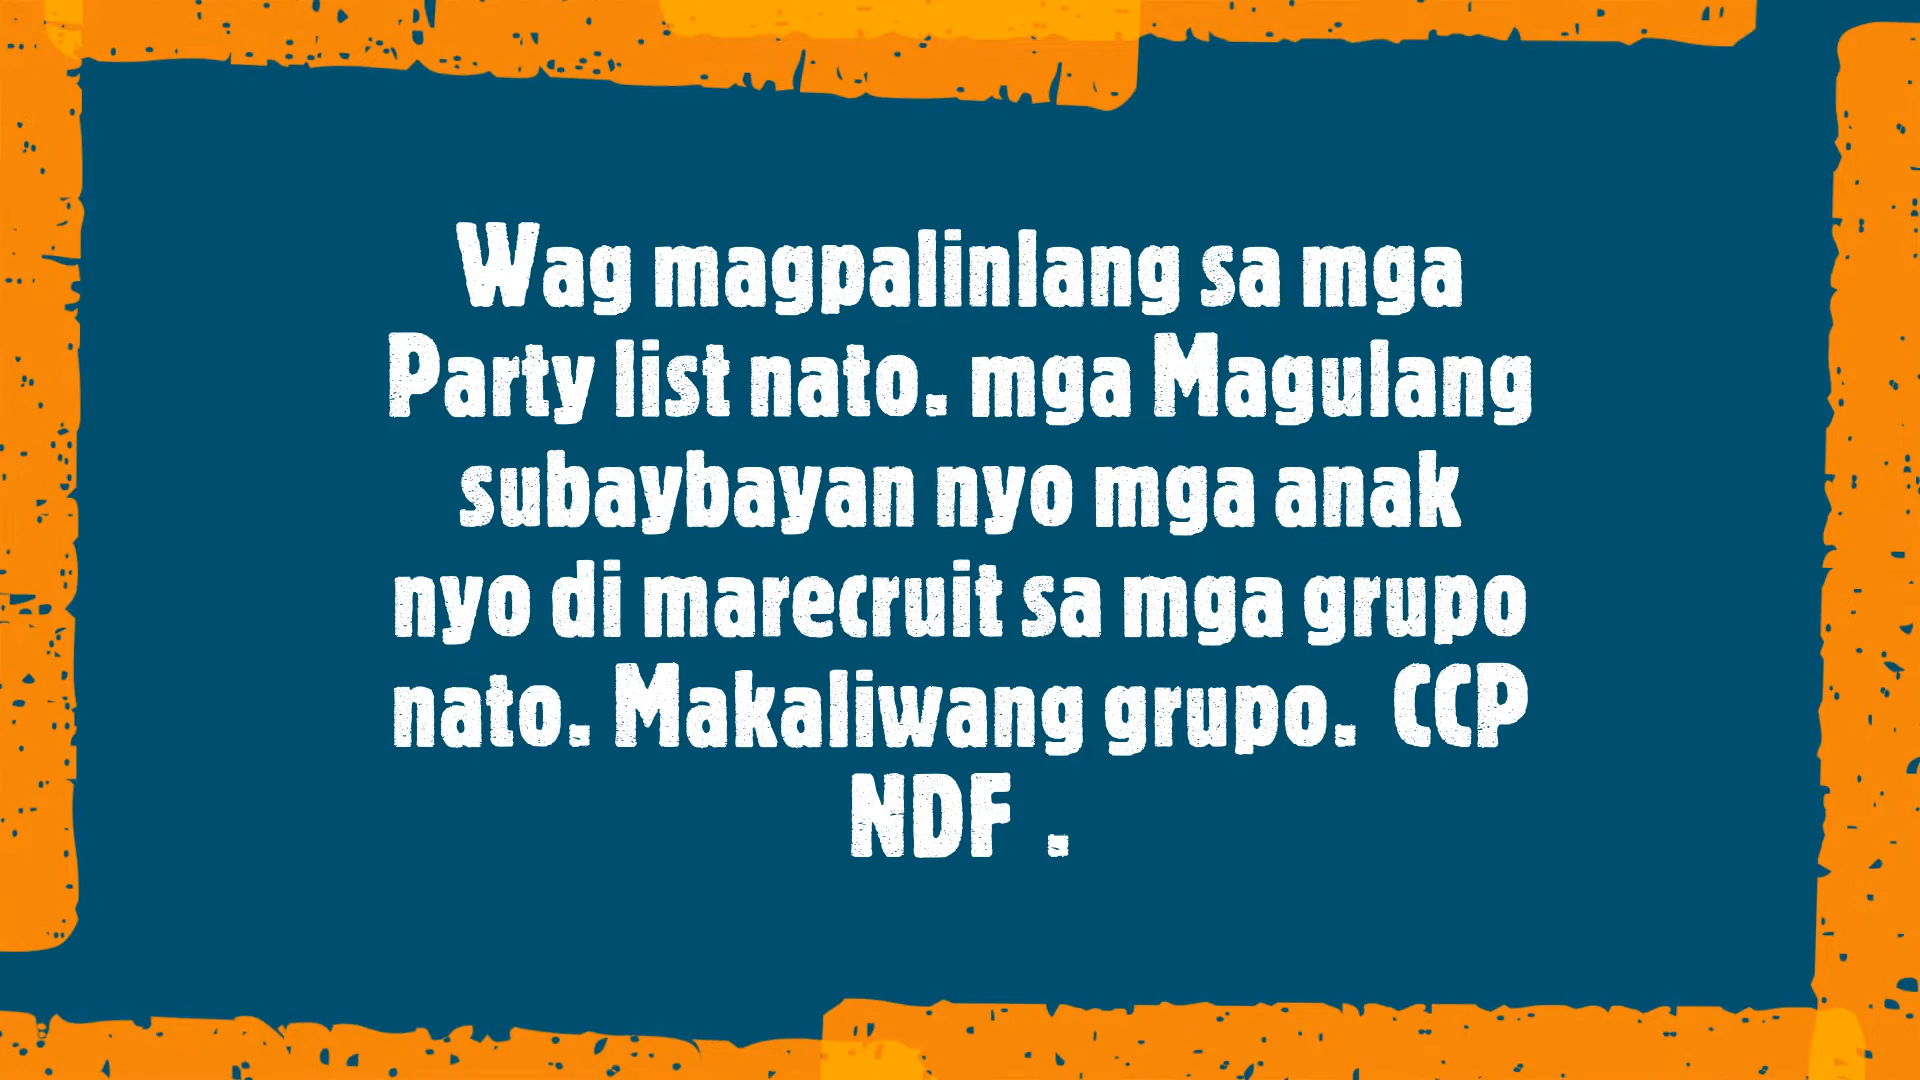 Wag magpalinlang sa mga
Party list nato. mga Magulang
subaybayan nyo mga anak
nyo di marecruit sa mga grupo
nato. Makaliwang grupo. CCP
NDF .